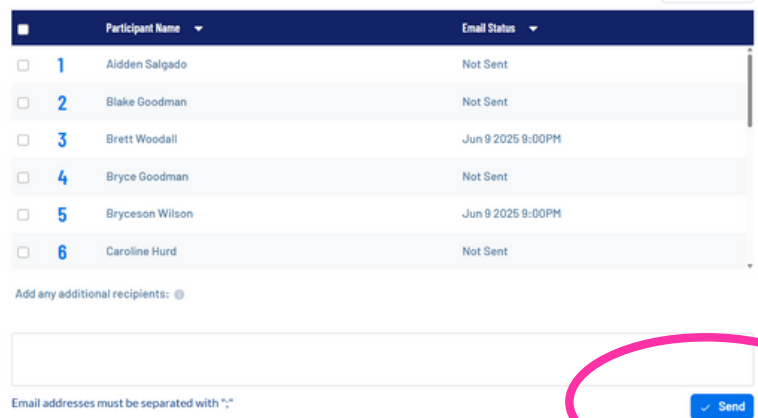 Participant Name Email Status
1 Aidden Salgado Not Sent
2 Blake Goodman Not Sent
3 Brett Woodall Jun 9 2025 9:00PM
4 Bryce Goodman Not Sent
5 Bryceson Wilson Jun 9 2025 9:00PM
6 Caroline Hurd Not Sent
Add any additional recipients:
Email addresses must be separated with ";"
Send